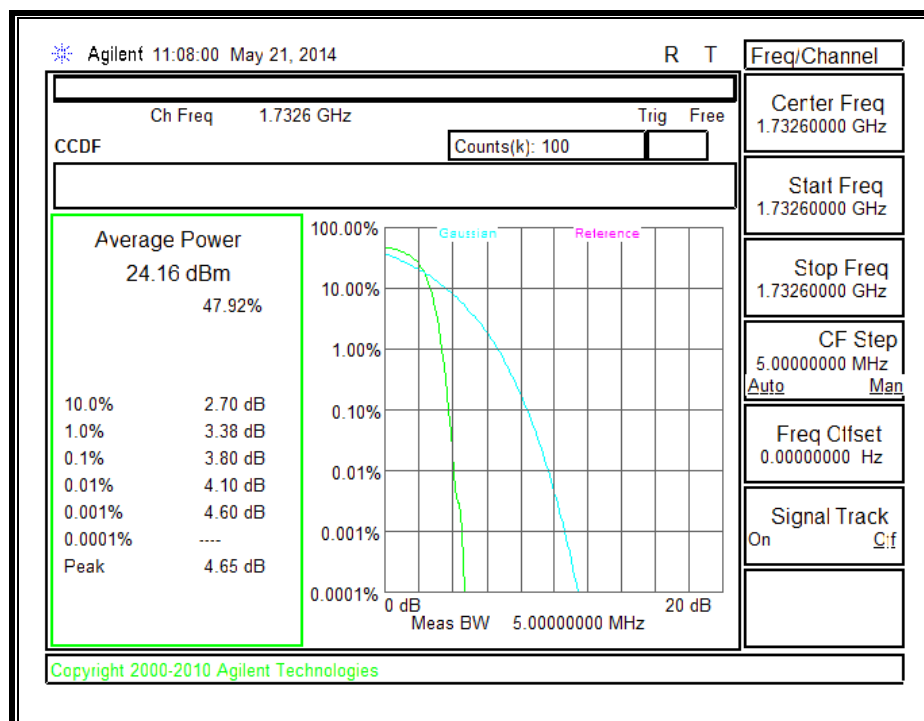 Agilent 11:08:00 May 21, 2014 R T
Freq/Channel
Ch Freq 1.7326 GHz Trig Free
CCDF Counts(k): 100
Average Power
24.16 dBm
47.92%
10.0% 2.70 dB
1.0% 3.38 dB
0.1% 3.80 dB
0.01% 4.10 dB
0.001% 4.60 dB
0.0001% ----
Peak 4.65 dB
Gaussian Reference
100.00%
10.00%
1.00%
0.10%
0.01%
0.001%
0.0001%
0 dB 20 dB
Meas BW 5.00000000 MHz
Center Freq
1.73260000 GHz
Start Freq
1.73260000 GHz
Stop Freq
1.73260000 GHz
CF Step
5.00000000 MHz
Auto Man
Freq Offset
0.00000000 Hz
Signal Track
On Off
Copyright 2000-2010 Agilent Technologies